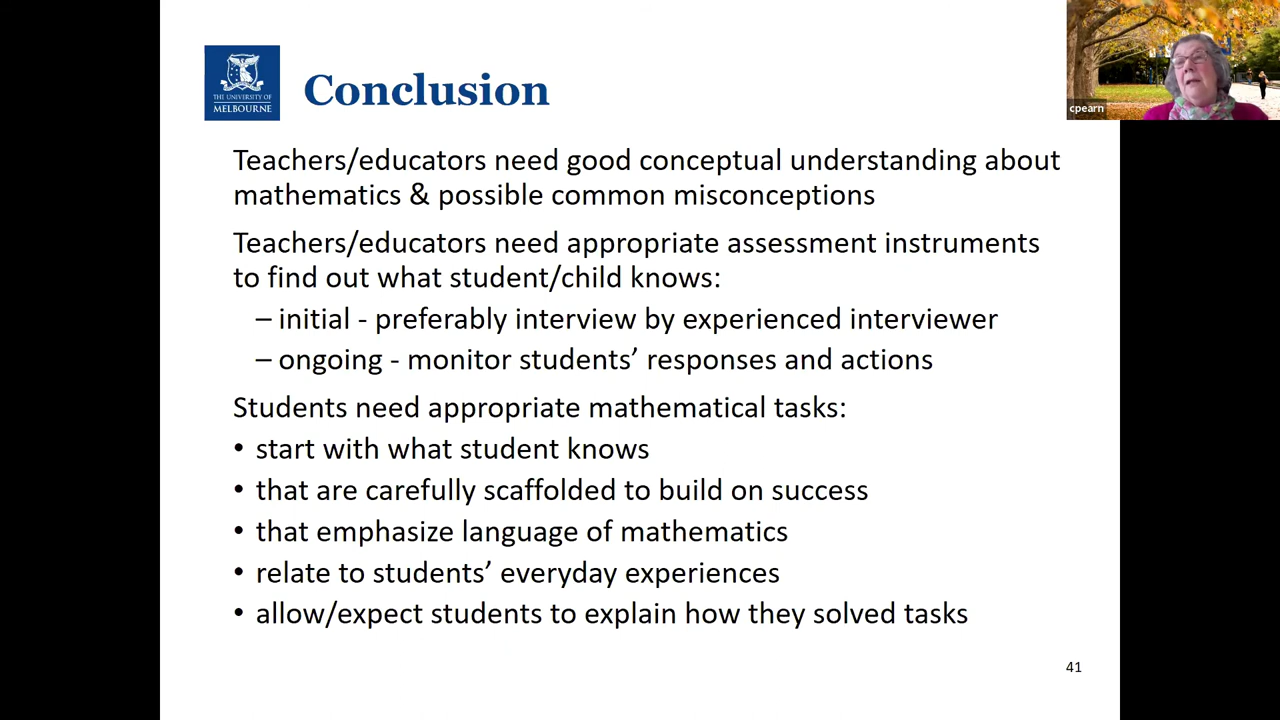 THE UNIVERSITY OF
MELBOURNE
Conclusion
cpearn
Teachers/educators need good conceptual understanding about
mathematics & possible common misconceptions
Teachers/educators need appropriate assessment instruments
to find out what student/child knows:
– initial - preferably interview by experienced interviewer
– ongoing - monitor students’ responses and actions
Students need appropriate mathematical tasks:
• start with what student knows
• that are carefully scaffolded to build on success
• that emphasize language of mathematics
• relate to students’ everyday experiences
• allow/expect students to explain how they solved tasks
41